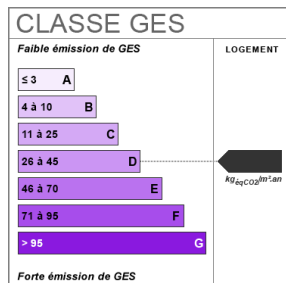 CLASSE GES
Faible émission de GES
LOGEMENT
≤ 3 A
4 à 10 B
11 à 25 C
26 à 45 D
kgéqCO2/m².an
46 à 70 E
71 à 95 F
> 95 G
Forte émission de GES